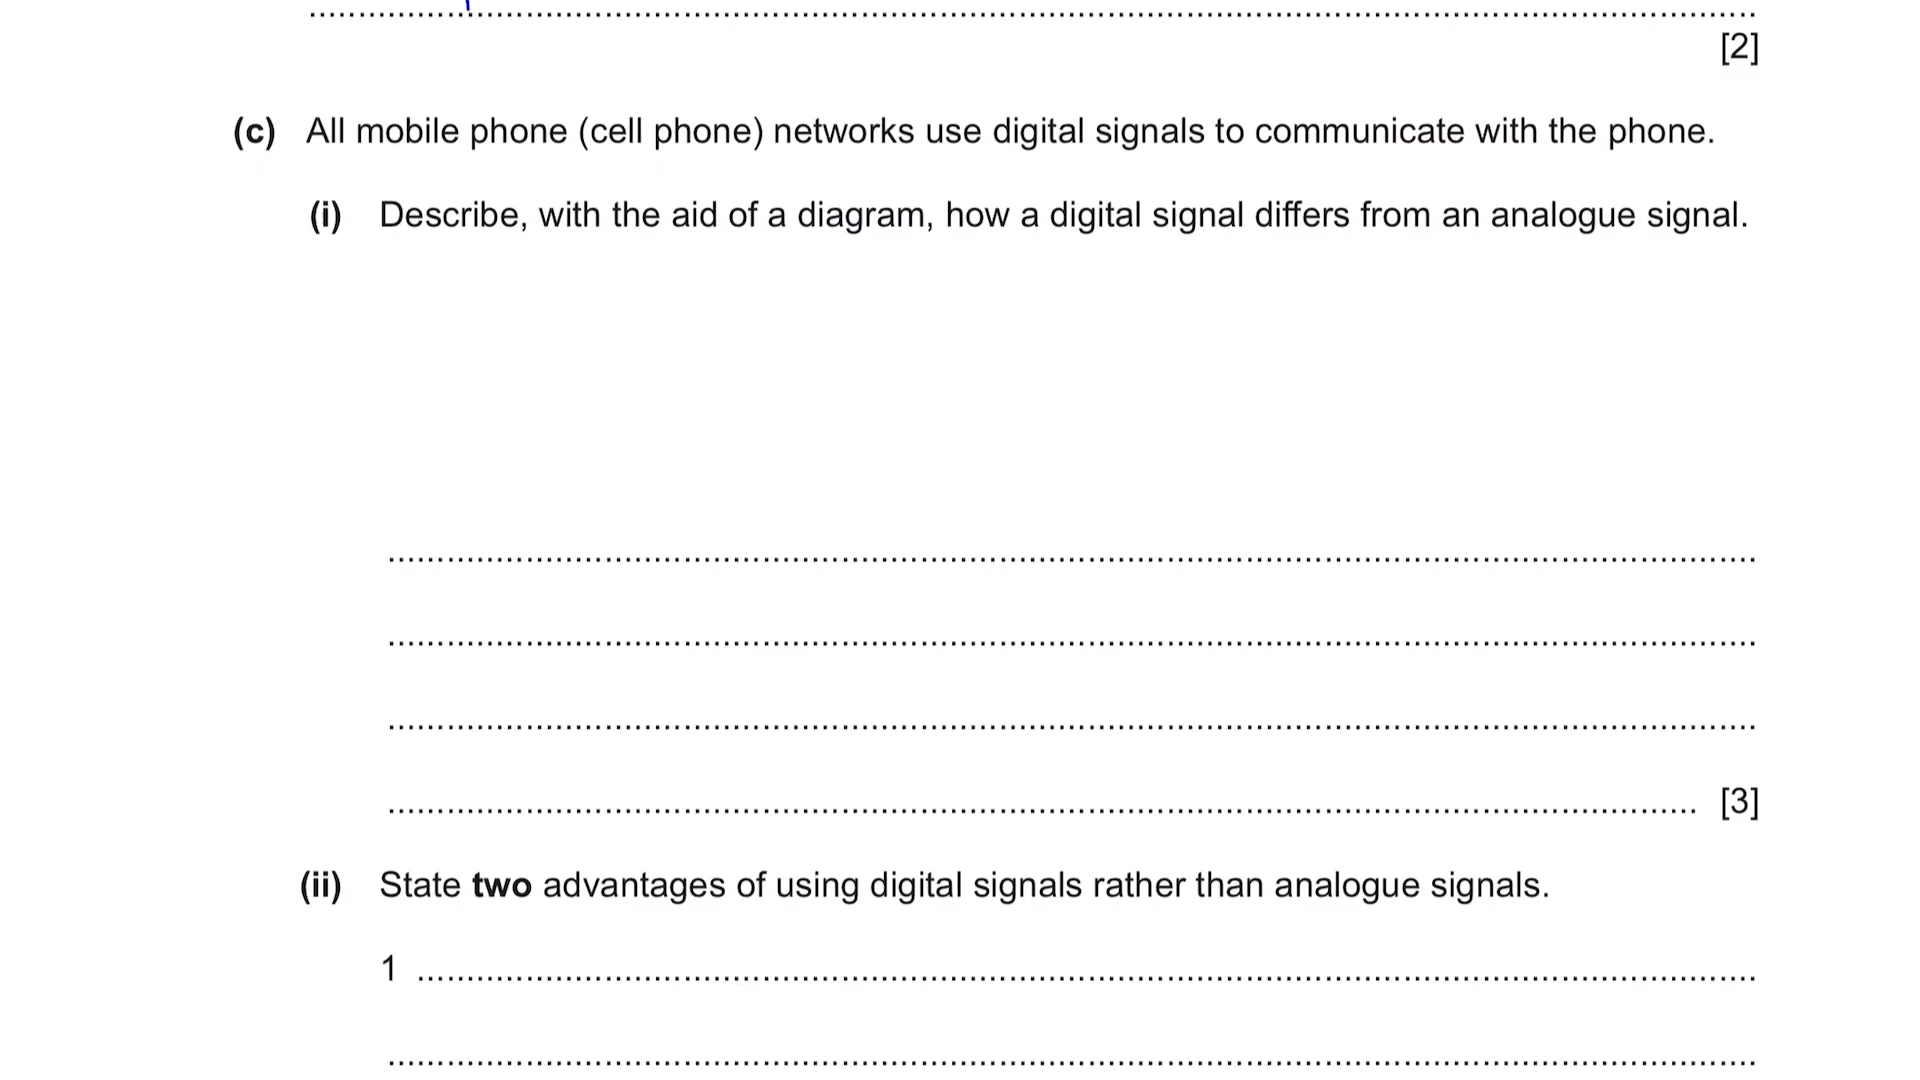 [2]
(c) All mobile phone (cell phone) networks use digital signals to communicate with the phone.
(i) Describe, with the aid of a diagram, how a digital signal differs from an analogue signal.
[3]
(ii) State two advantages of using digital signals rather than analogue signals.
1